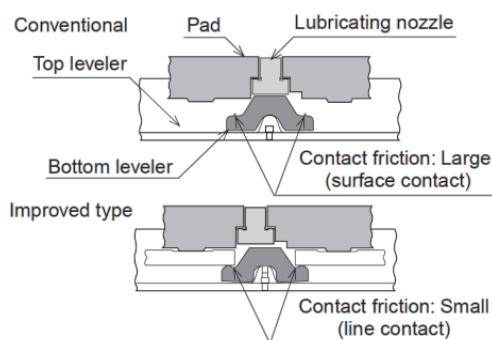 Conventional
Pad
Lubricating nozzle
Top leveler
Bottom leveler
Contact friction: Large
(surface contact)
Improved type
Contact friction: Small
(line contact)